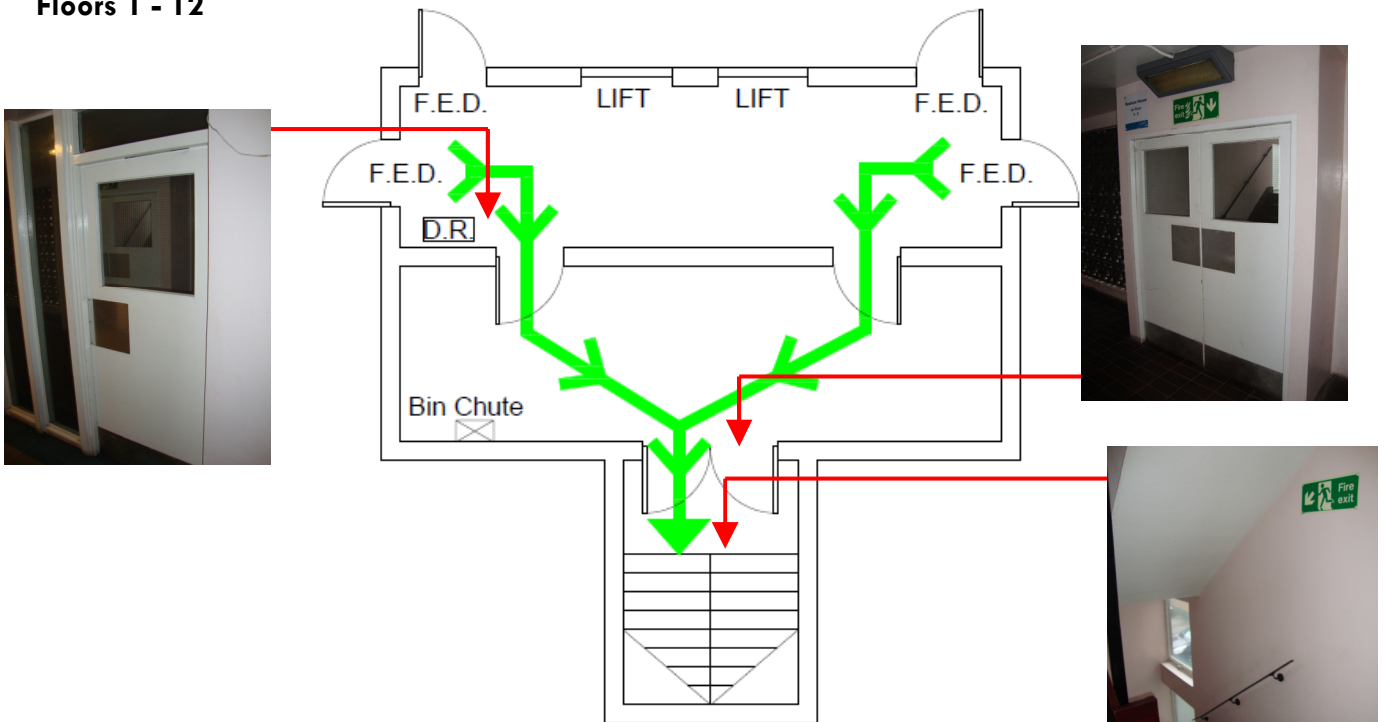 Floors 1 - 12
F.E.D.
LIFT
LIFT
F.E.D.
F.E.D.
F.E.D.
D.R.
Bin Chute
Fire
exit
Fire
exit